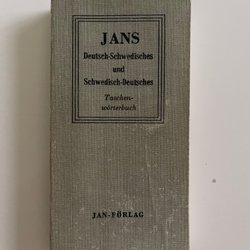 JANS
Deutsch-Schwedisches
und
Schwedisch-Deutsches
Taschen-
wörterbuch
JAN-FÖRLAG